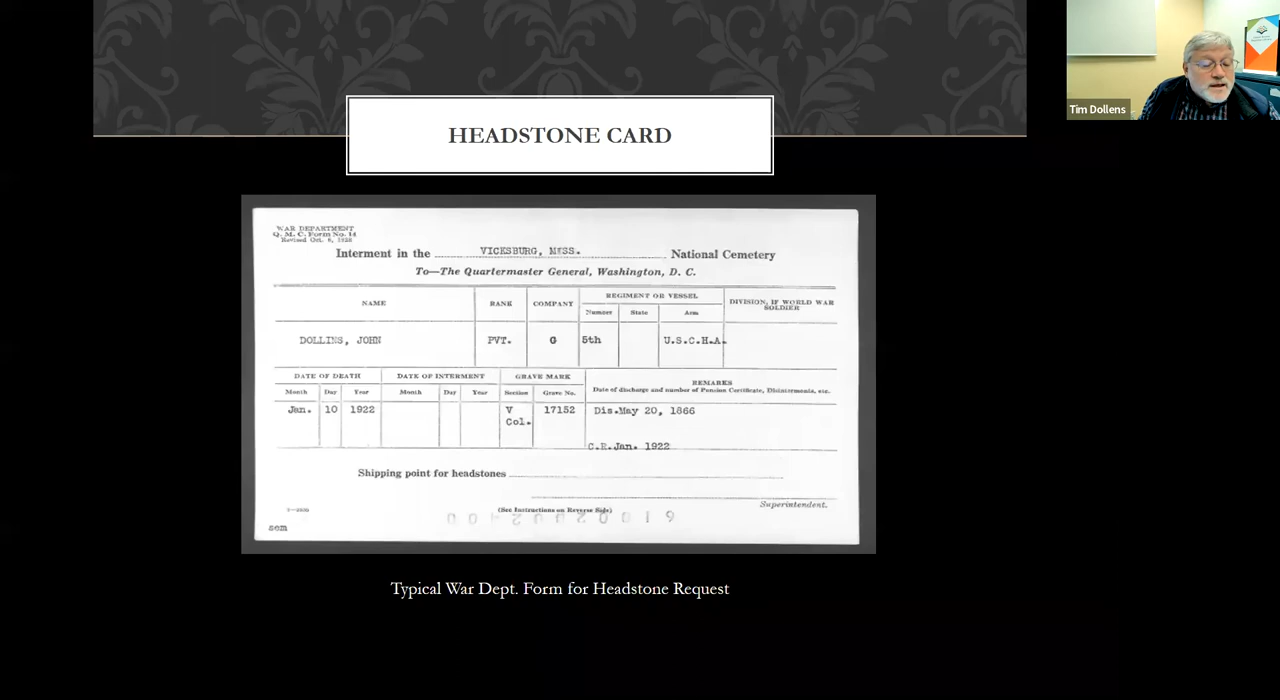 HEADSTONE CARD
Tim Dollens
WAR DEPARTMENT
Q. M. C. Form No. 14
Revised Oct. 8, 1928
Interment in the VICKSBURG, MISS. National Cemetery
To—The Quartermaster General, Washington, D. C.
NAME RANK COMPANY REGIMENT OR VESSEL DIVISION, IF WORLD WAR SOLDIER
Number State Arm
DOLLINS, JOHN PVT. G 5th U.S.C.H.A.
DATE OF DEATH DATE OF INTERMENT GRAVE MARK REMARKS
Date of discharge and number of Pension Certificate, Disinterments, etc.
Month Day Year Month Day Year Section Grave No.
Jan. 10 1922 V 17152 Dis.May 20, 1866
Col.
C.R.Jan. 1922
Shipping point for headstones
Superintendent.
(See Instructions on Reverse Side)
sem
Typical War Dept. Form for Headstone Request